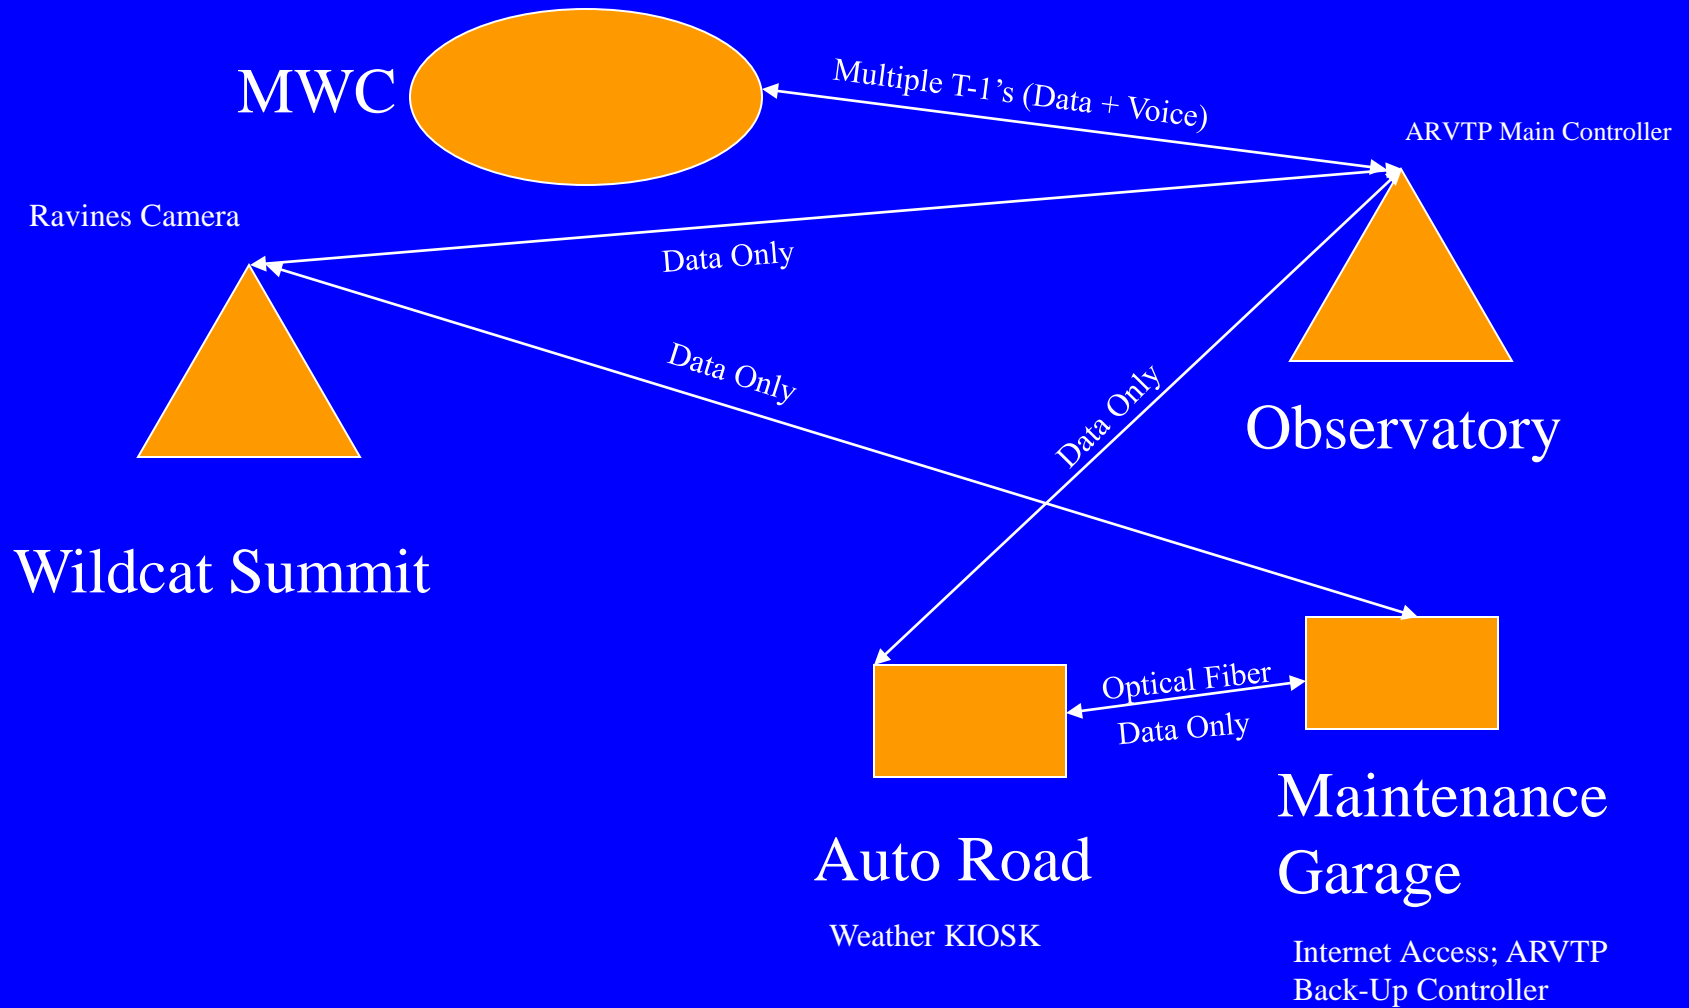 MWC
Multiple T-1’s (Data + Voice)
ARVTP Main Controller
Ravines Camera
Data Only
Data Only
Data Only
Observatory
Wildcat Summit
Optical Fiber
Data Only
Maintenance
Garage
Auto Road
Weather KIOSK
Internet Access; ARVTP
Back-Up Controller